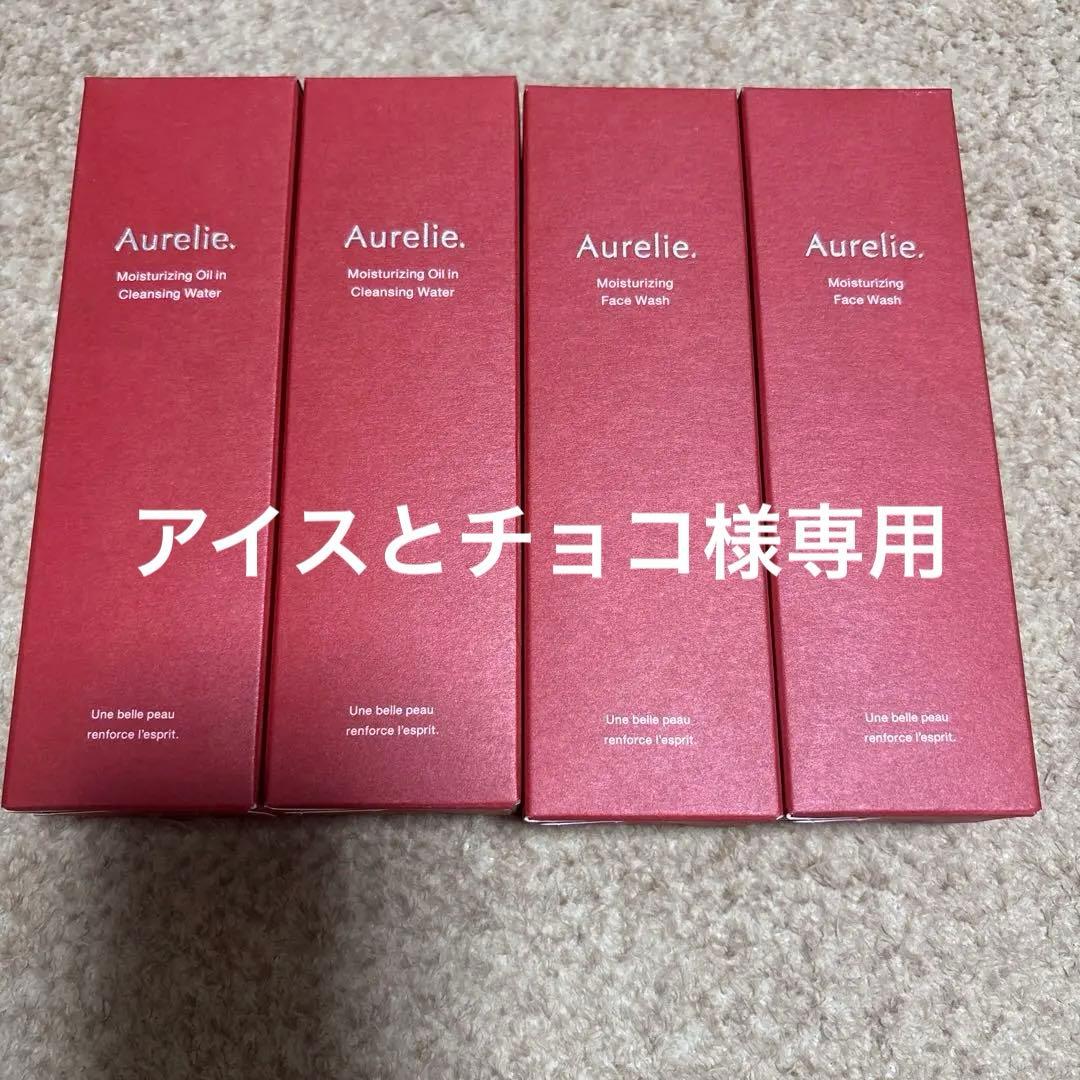 Aurelie.
Moisturizing Oil in
Cleansing Water
Aurelie.
Moisturizing Oil in
Cleansing Water
Aurelie.
Moisturizing
Face Wash
Aurelie.
Moisturizing
Face Wash
アイスとチョコ様専用
Une belle peau
renforce l'esprit.
Une belle peau
renforce l'esprit.
Une belle peau
renforce l'esprit.
Une belle peau
renforce l'esprit.